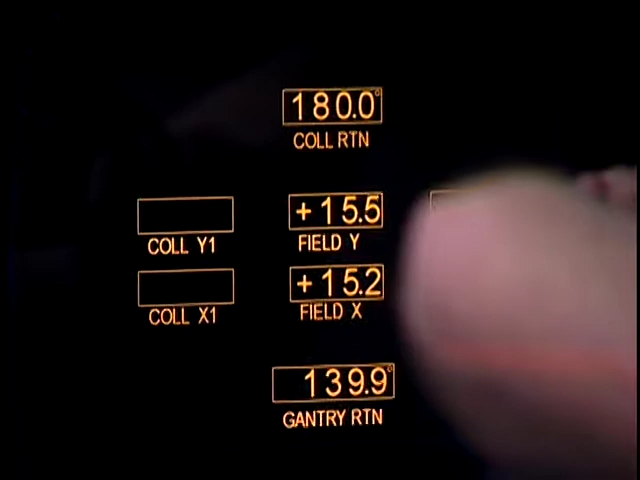 180.0°
COLL RTN
+15.5
COLL Y1 FIELD Y
+15.2
COLL X1 FIELD X
139.9°
GANTRY RTN